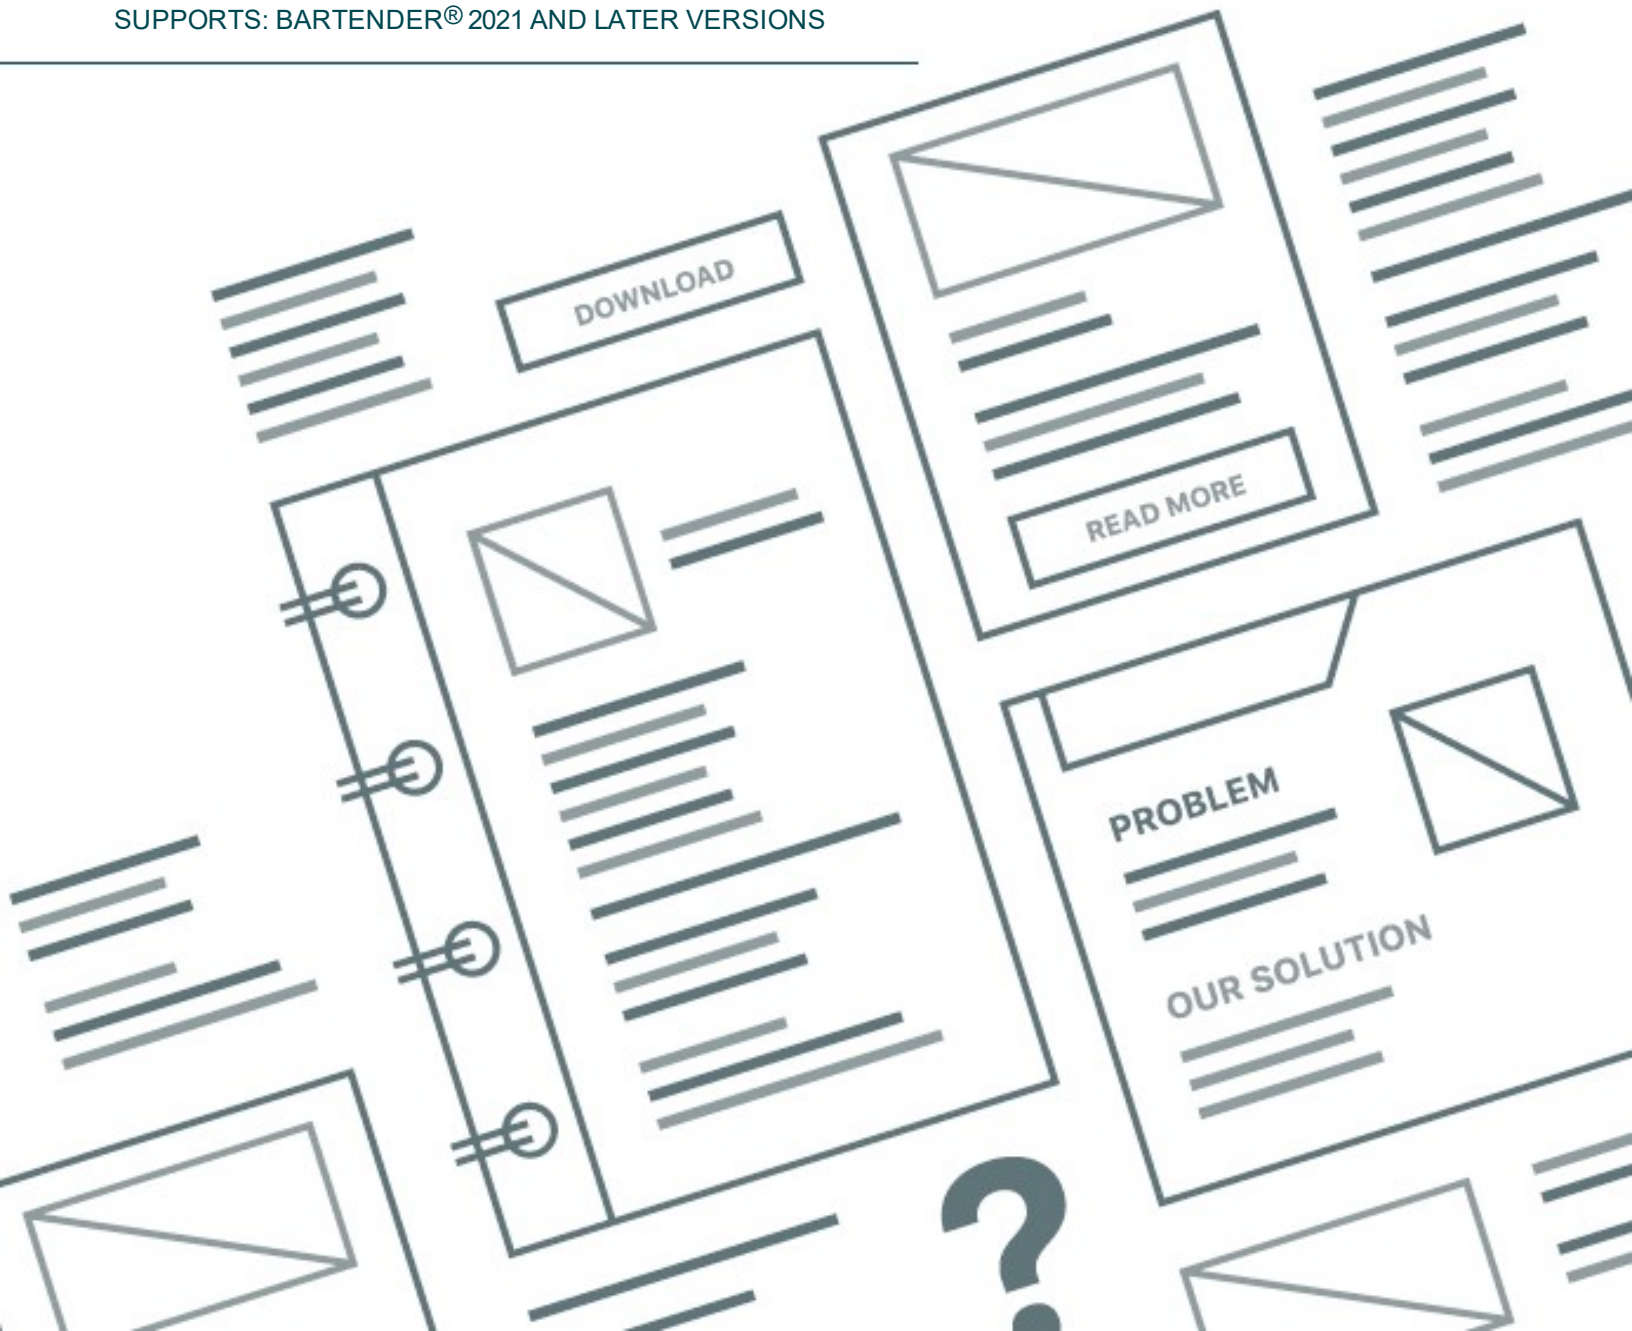 SUPPORTS: BARTENDER® 2021 AND LATER VERSIONS
DOWNLOAD
READ MORE
PROBLEM
OUR SOLUTION
?